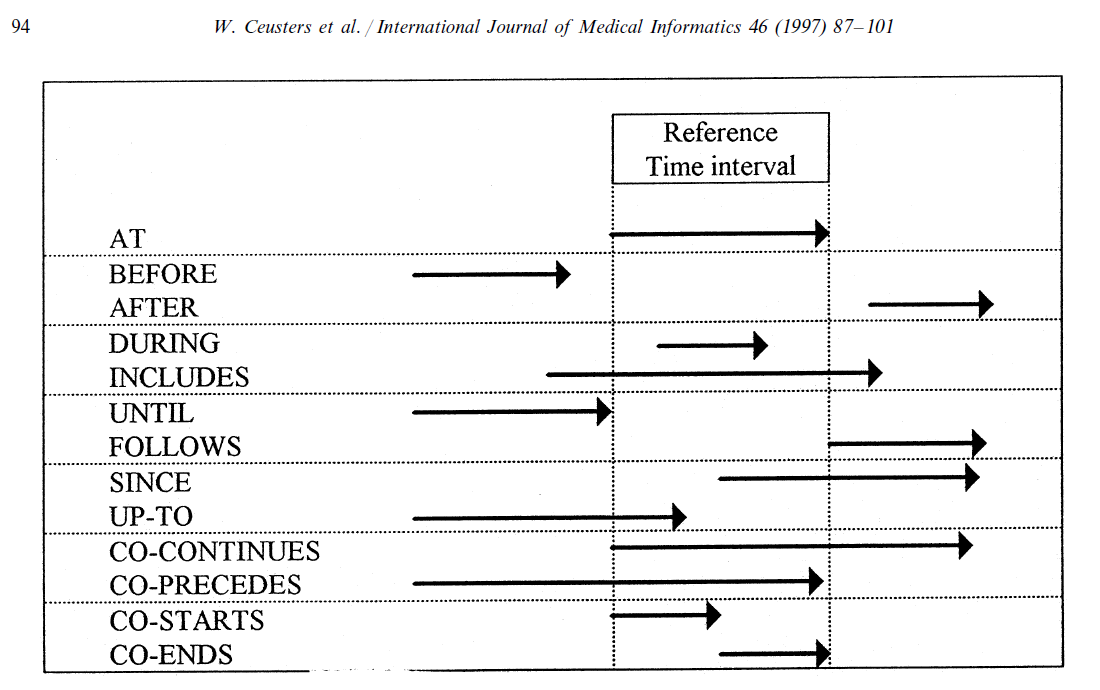 94
W. Ceusters et al. / International Journal of Medical Informatics 46 (1997) 87–101
Reference
Time interval
AT
BEFORE
AFTER
DURING
INCLUDES
UNTIL
FOLLOWS
SINCE
UP-TO
CO-CONTINUES
CO-PRECEDES
CO-STARTS
CO-ENDS